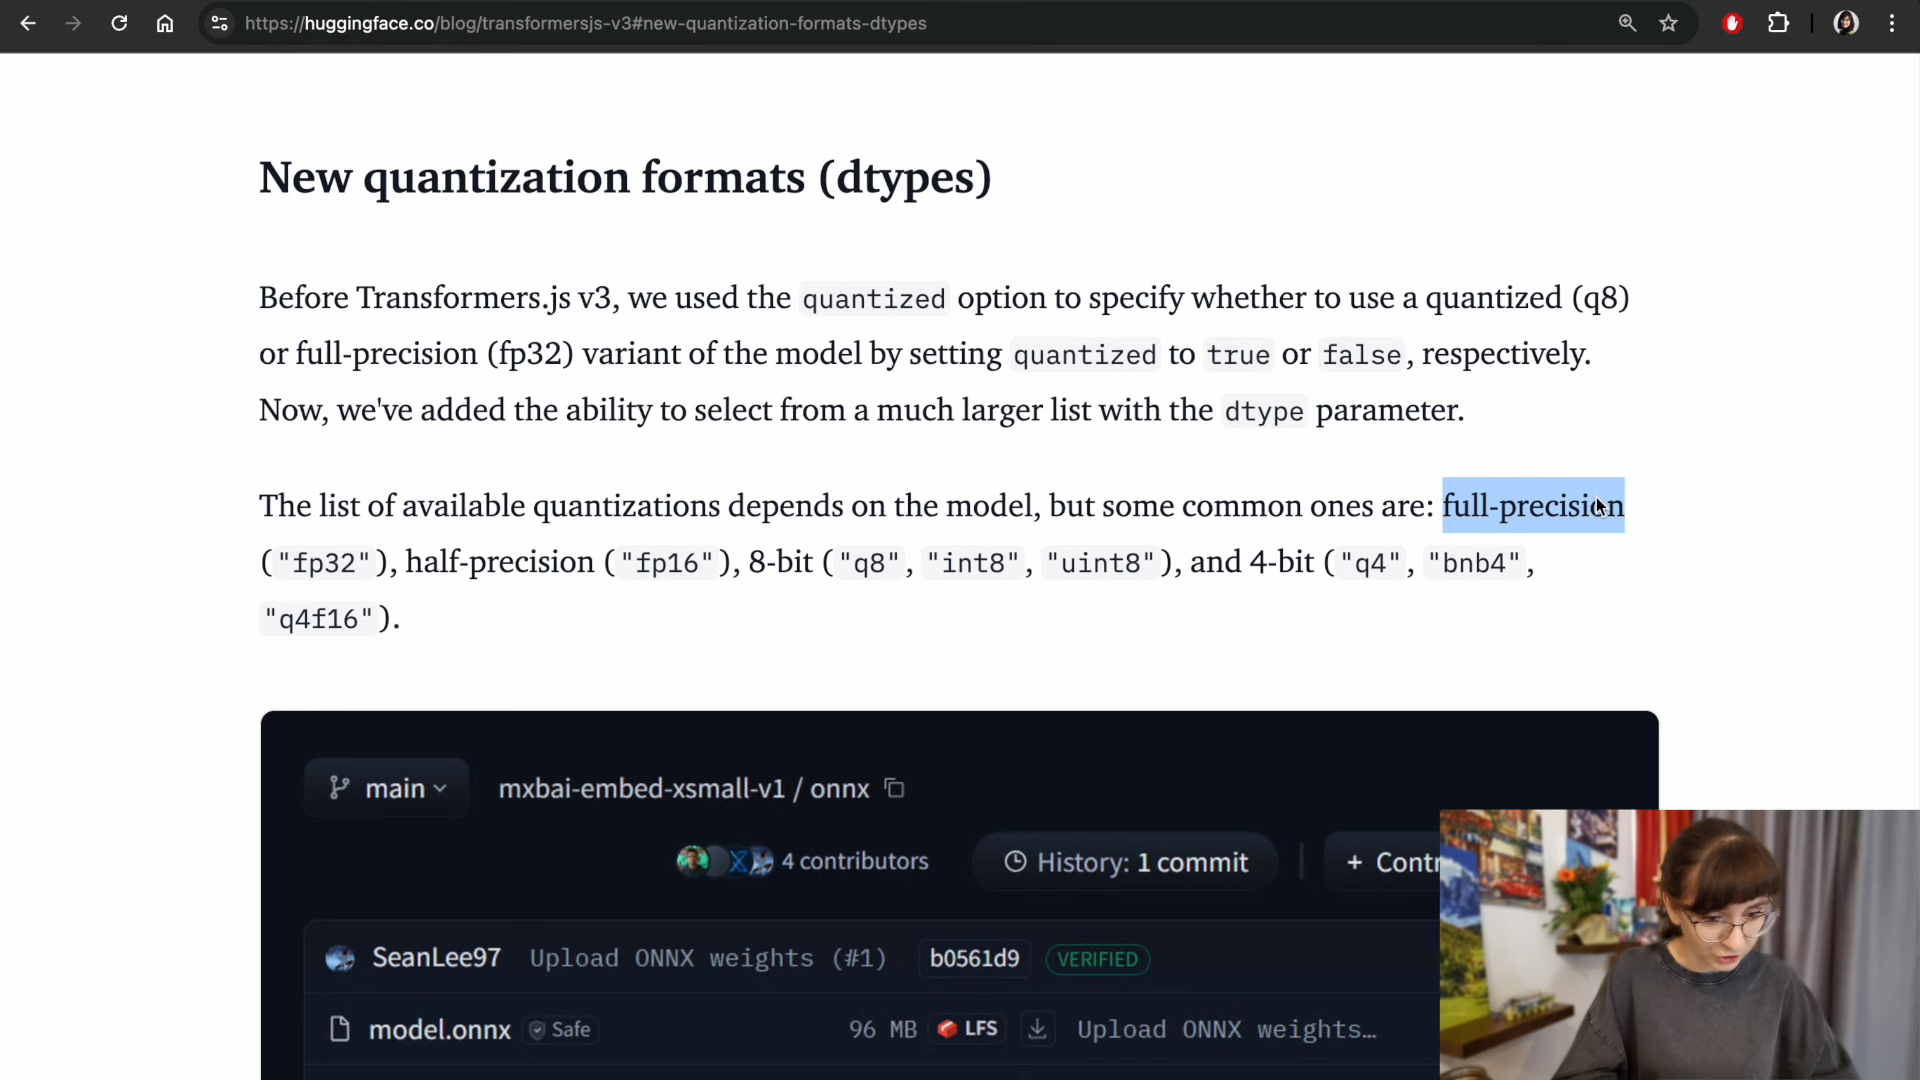 https://huggingface.co/blog/transformersjs-v3#new-quantization-formats-dtypes
New quantization formats (dtypes)
Before Transformers.js v3, we used the quantized option to specify whether to use a quantized (q8)
or full-precision (fp32) variant of the model by setting quantized to true or false, respectively.
Now, we've added the ability to select from a much larger list with the dtype parameter.
The list of available quantizations depends on the model, but some common ones are: full-precision
("fp32"), half-precision ("fp16"), 8-bit ("q8", "int8", "uint8"), and 4-bit ("q4", "bnb4",
"q4f16").
main mxbai-embed-xsmall-v1 / onnx
4 contributors History: 1 commit + Contr
SeanLee97 Upload ONNX weights (#1) b0561d9 VERIFIED
model.onnx Safe 96 MB LFS Upload ONNX weights…